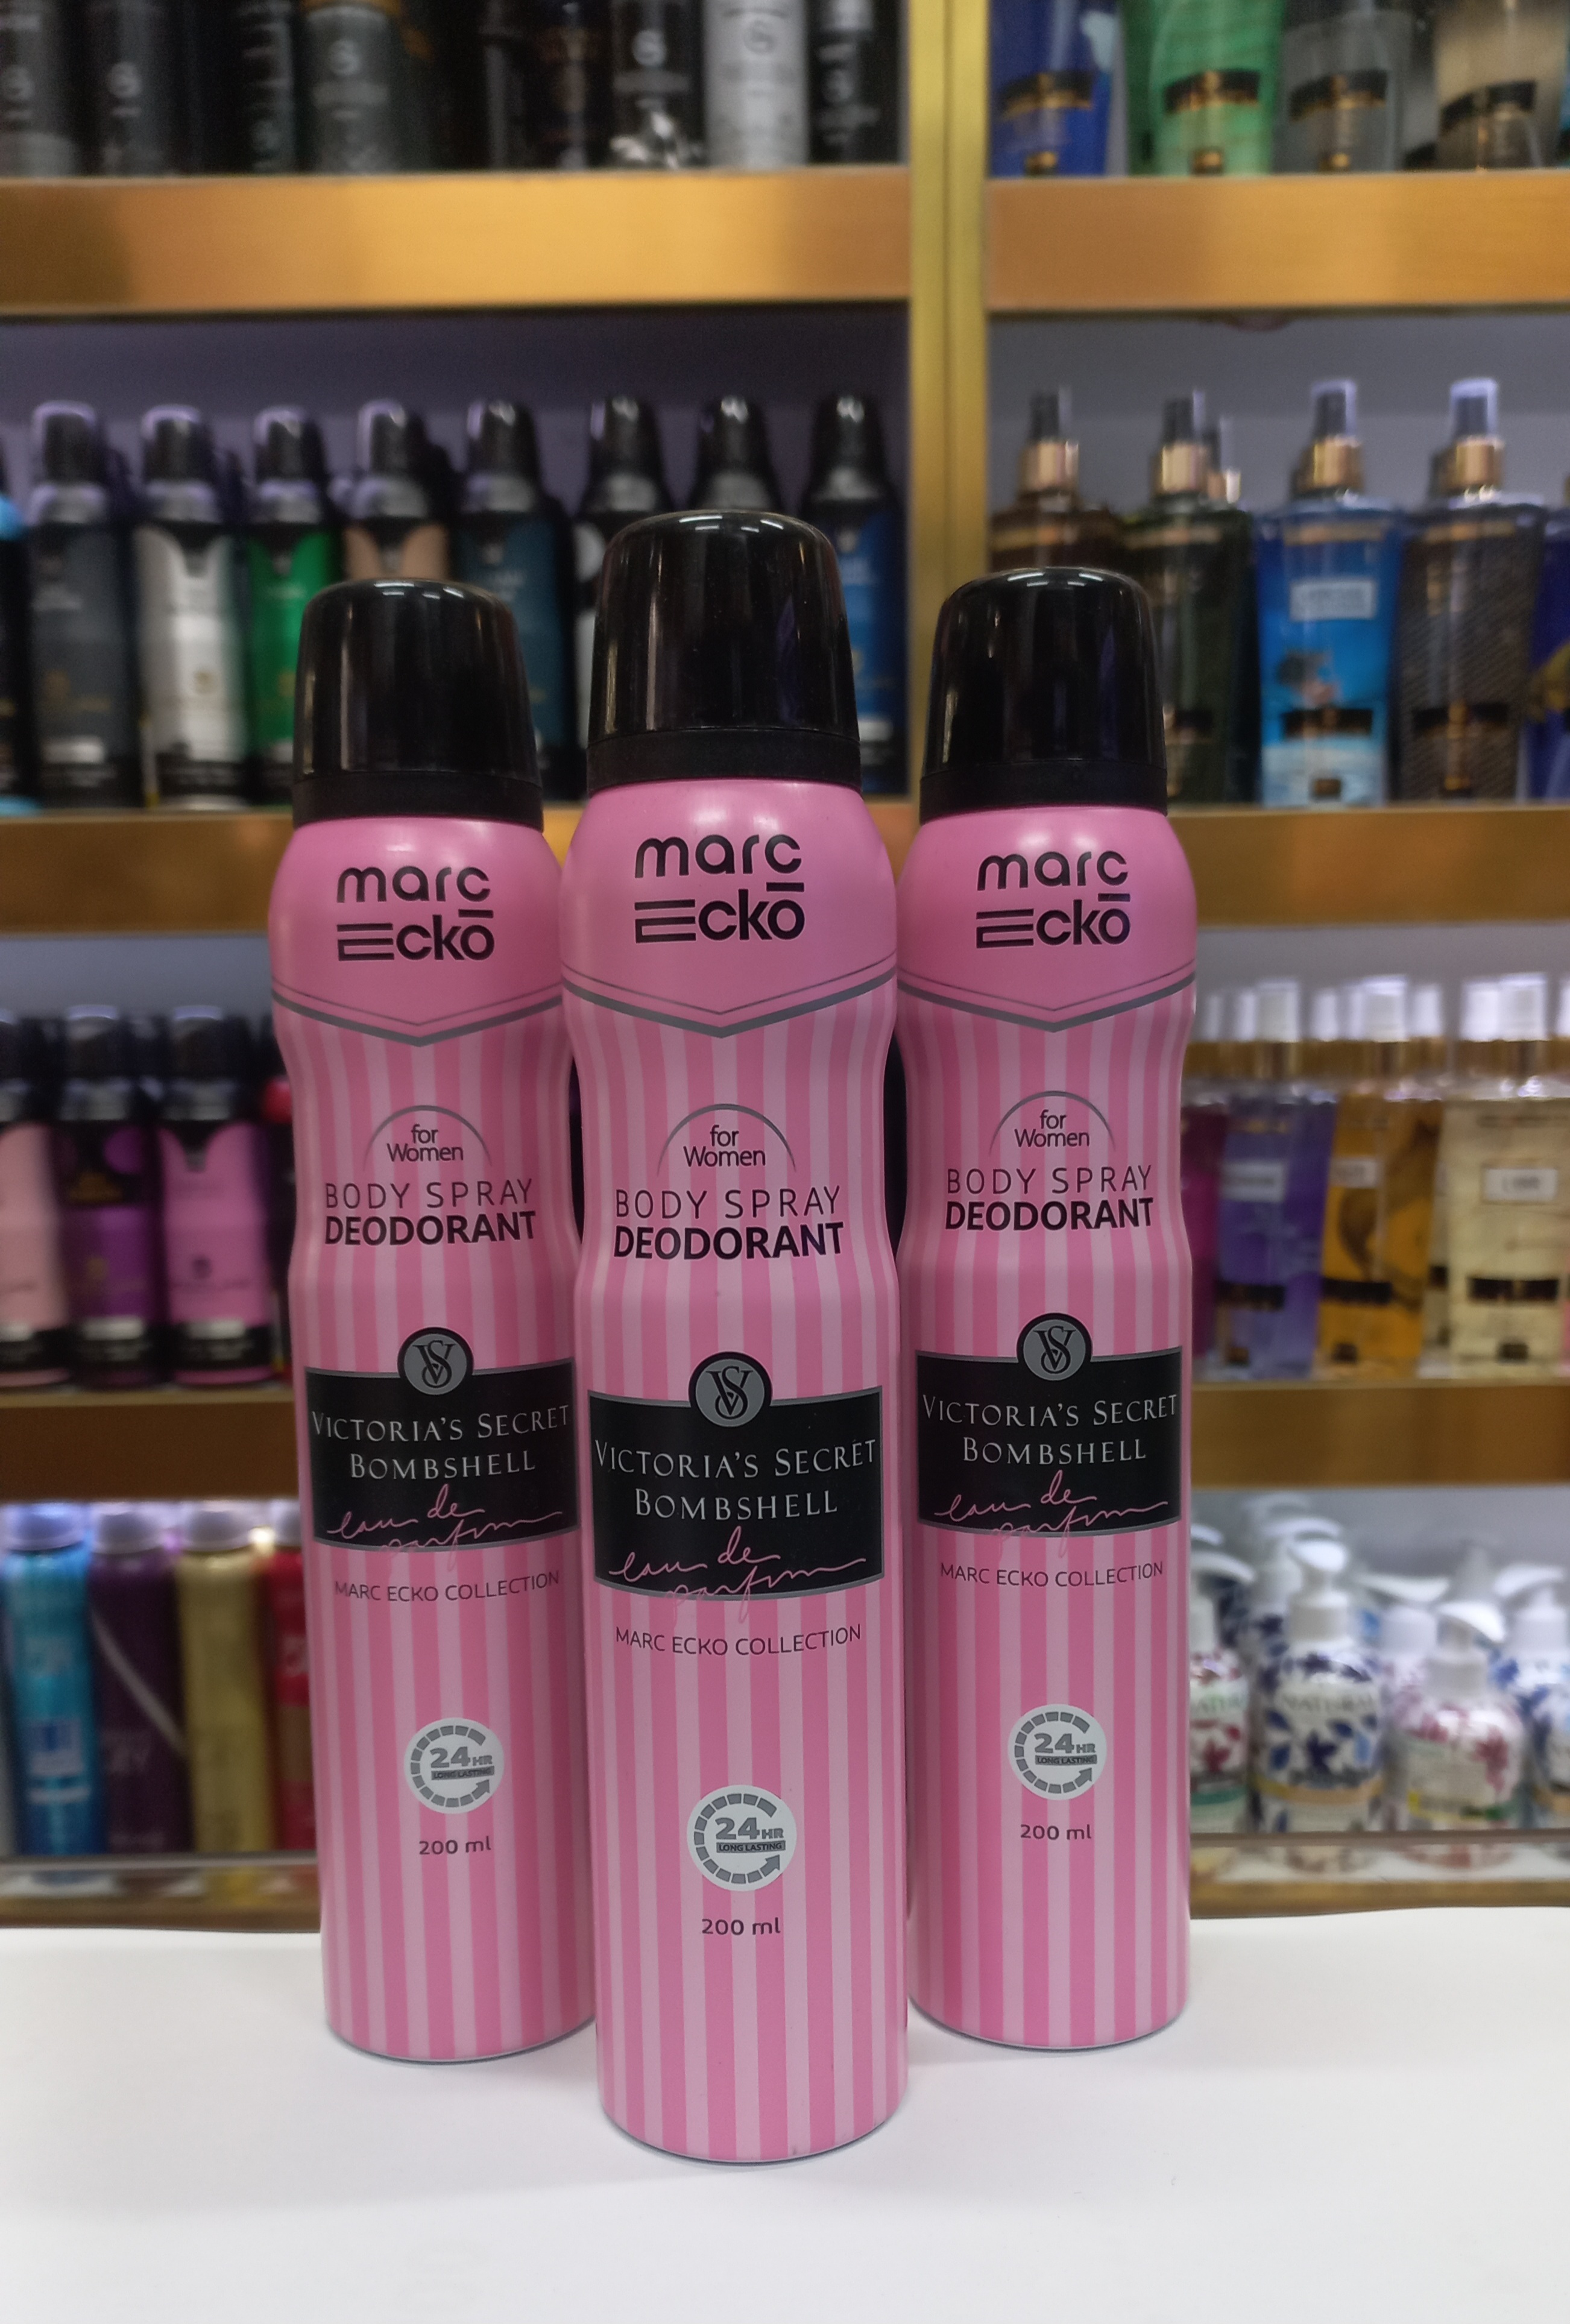 marc
Eckō
for
Women
BODY SPRAY
DEODORANT
VS
VICTORIA'S SECRET
BOMBSHELL
eau de
parfum
MARC ECKO COLLECTION
24HR
LONG LASTING
200 ml
marc
Eckō
for
Women
BODY SPRAY
DEODORANT
VS
VICTORIA'S SECRET
BOMBSHELL
eau de
parfum
MARC ECKO COLLECTION
24HR
LONG LASTING
200 ml
marc
Eckō
for
Women
BODY SPRAY
DEODORANT
VS
VICTORIA'S SECRET
BOMBSHELL
eau de
parfum
MARC ECKO COLLECTION
24HR
LONG LASTING
200 ml